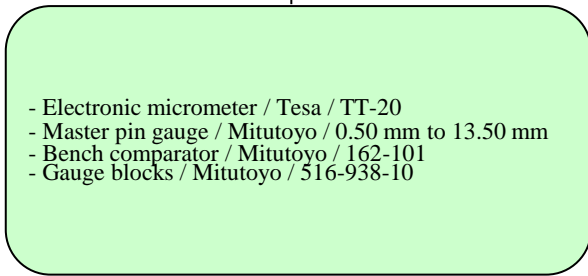 - Electronic micrometer / Tesa / TT-20
- Master pin gauge / Mitutoyo / 0.50 mm to 13.50 mm
- Bench comparator / Mitutoyo / 162-101
- Gauge blocks / Mitutoyo / 516-938-10